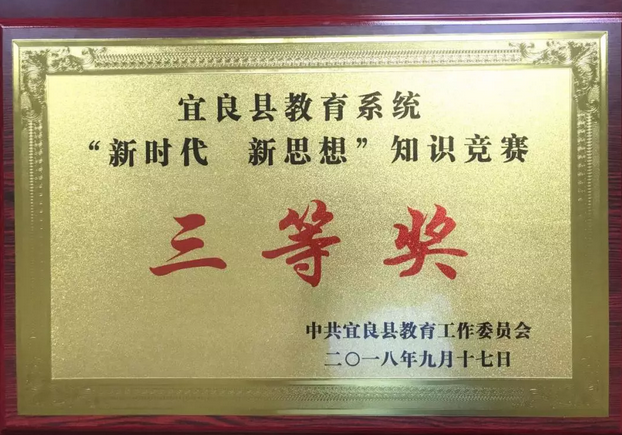 宜良县教育系统
“新时代 新思想”知识竞赛
三等奖
中共宜良县教育工作委员会
二〇一八年九月十七日